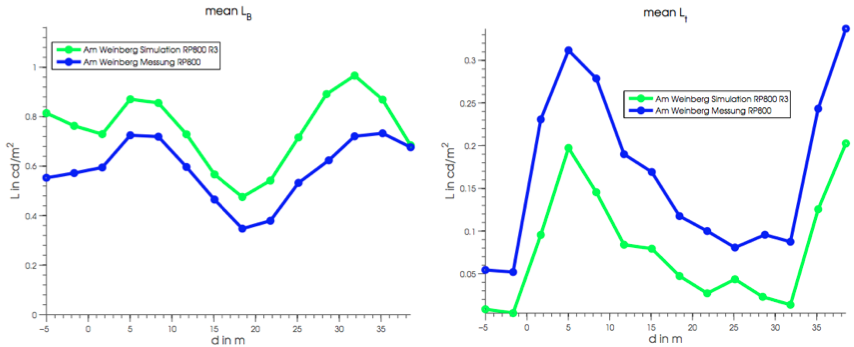 mean L_B
Am Weinberg Simulation RP800 R3
Am Weinberg Messung RP800
L in cd/m²
1
0.8
0.6
0.4
0.2
0
−5 0 5 10 15 20 25 30 35
d in m
mean L_t
Am Weinberg Simulation RP800 R3
Am Weinberg Messung RP800
L in cd/m²
0.3
0.25
0.2
0.15
0.1
0.05
−5 0 5 10 15 20 25 30 35
d in m